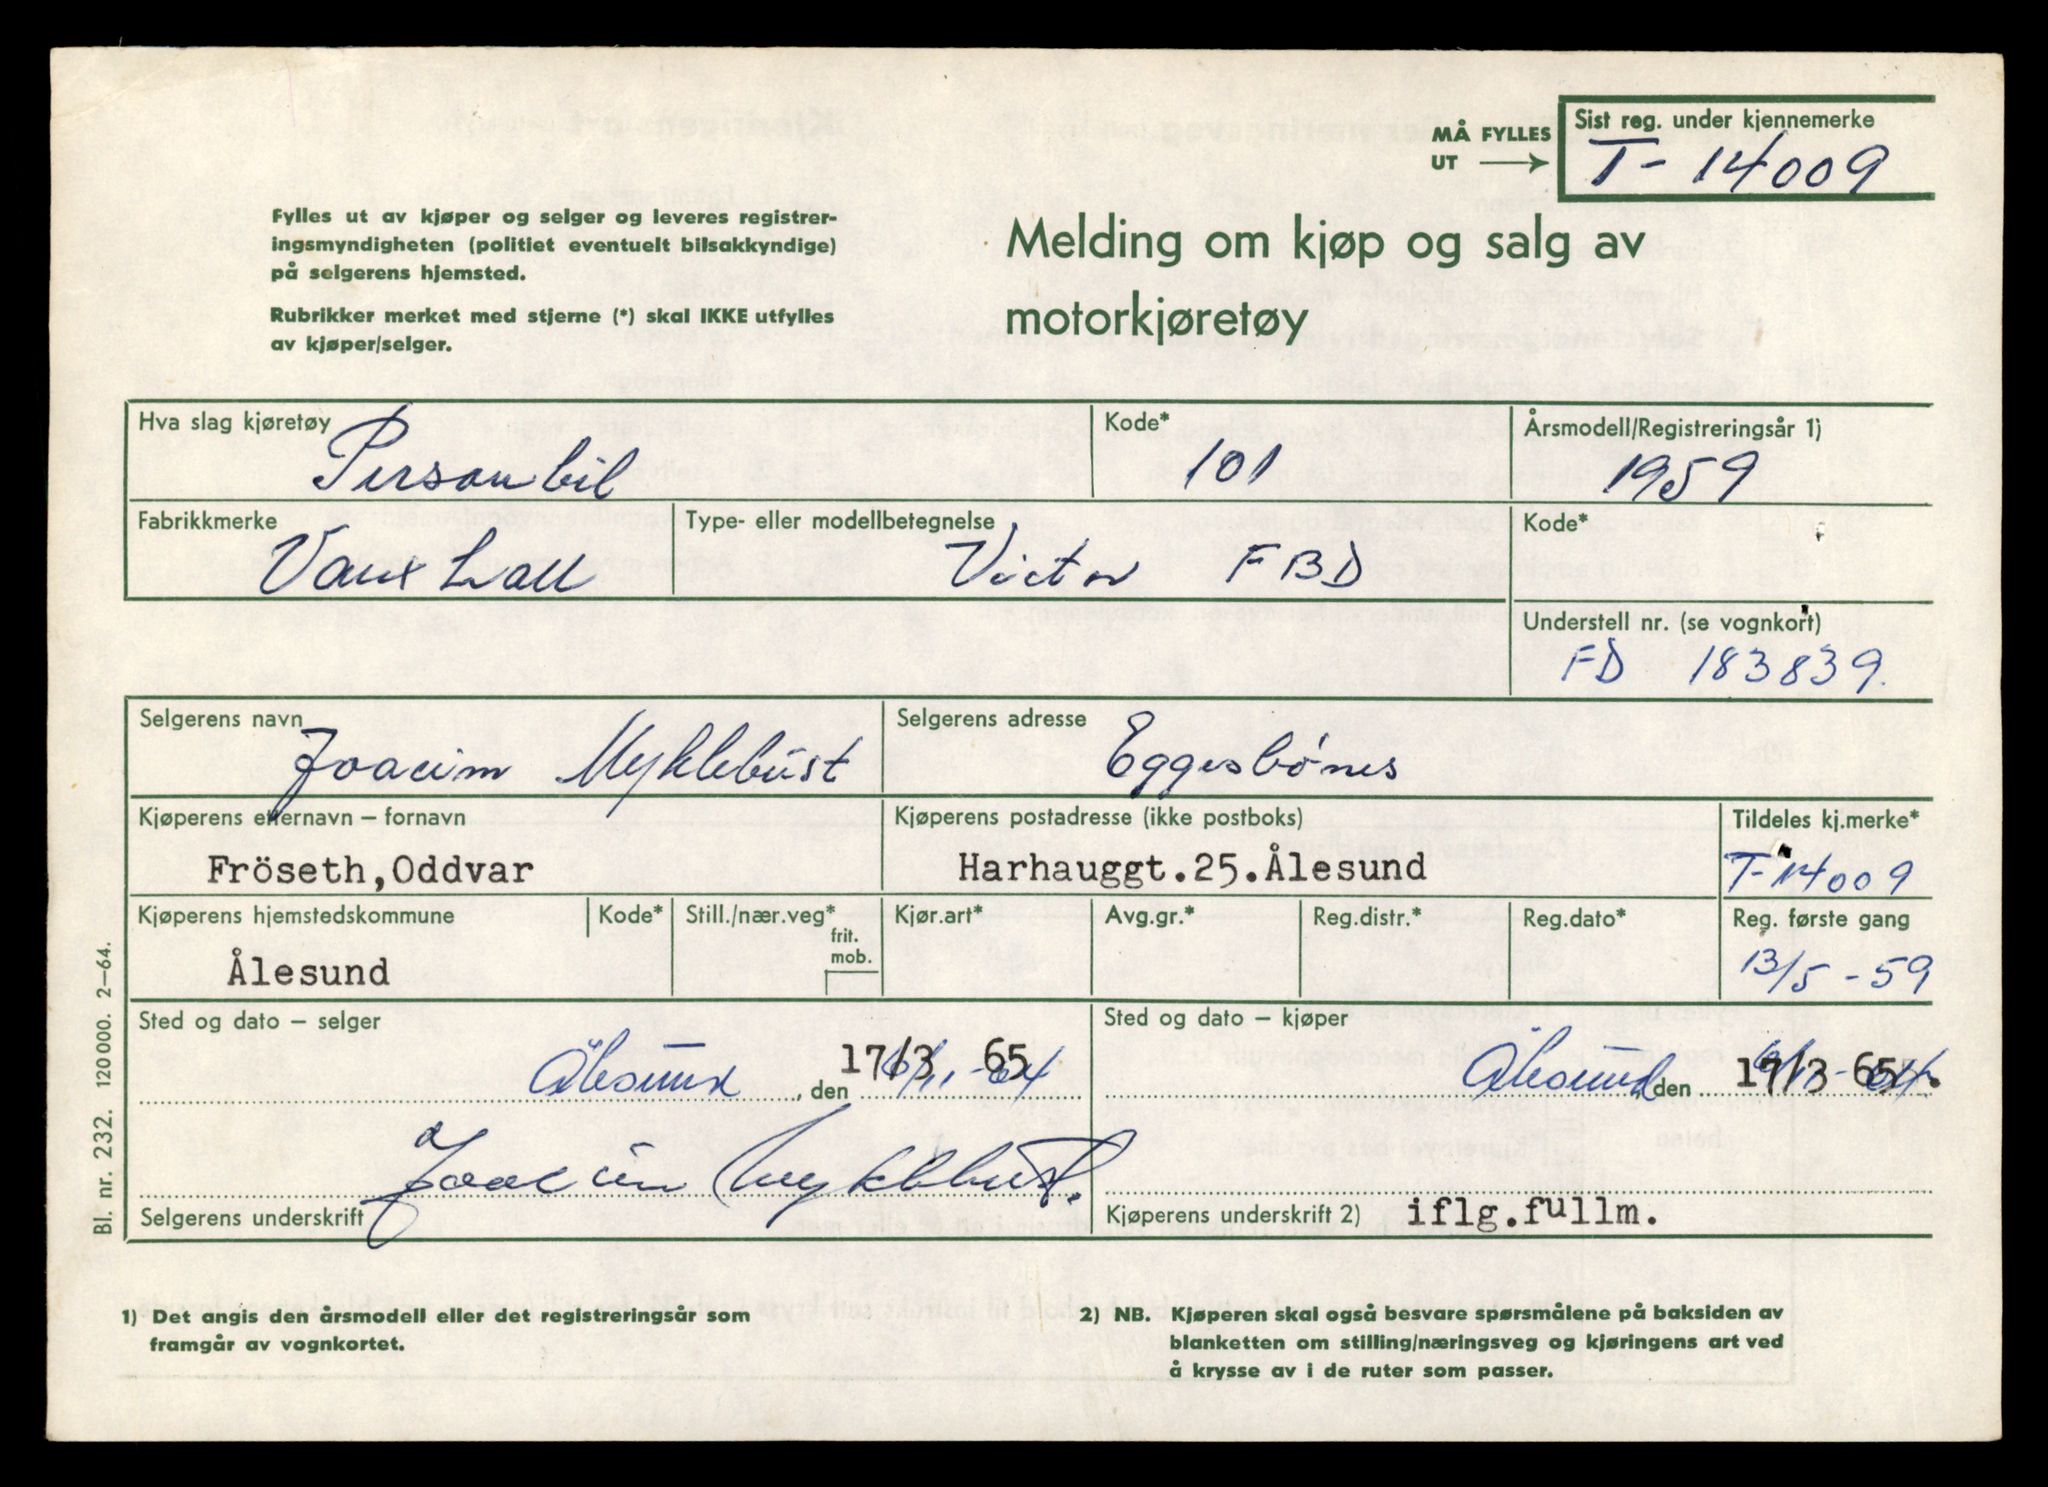 MÅ FYLLES
UT
Sist reg. under kjennemerke
T- 14009
Fylles ut av kjøper og selger og leveres registrer-
ingsmyndigheten (politiet eventuelt bilsakkyndige)
på selgerens hjemsted.
Rubrikker merket med stjerne (*) skal IKKE utfylles
av kjøper/selger.
Melding om kjøp og salg av
motorkjøretøy
Hva slag kjøretøy
Personbil
Kode*
101
Årsmodell/Registreringsår 1)
1959
Fabrikkmerke
Vauxhall
Type- eller modellbetegnelse
Victor FBD
Kode*
Understell nr. (se vognkort)
FD 183839.
Selgerens navn
Joacim Myklebust
Selgerens adresse
Eggesbónes
Kjøperens etternavn – fornavn
Fröseth,Oddvar
Kjøperens postadresse (ikke postboks)
Harhauggt.25.Ålesund
Tildeles kj.merke*
T-14009
Kjøperens hjemstedskommune
Ålesund
Kode*
Still./nær.veg*
frit.
mob.
Kjør.art*
Avg.gr.*
Reg.distr.*
Reg.dato*
Reg. første gang
13/5 - 59
Sted og dato – selger
Ålesund, den 17/3 65
Sted og dato – kjøper
Ålesund, den 17/3 65
Joacim Myklebust.
Selgerens underskrift
Kjøperens underskrift 2) iflg.fullm.
Bl. nr. 232. 120 000. 2–64.
1) Det angis den årsmodell eller det registreringsår som
framgår av vognkortet.
2) NB. Kjøperen skal også besvare spørsmålene på baksiden av
blanketten om stilling/næringsveg og kjøringens art ved
å krysse av i de ruter som passer.